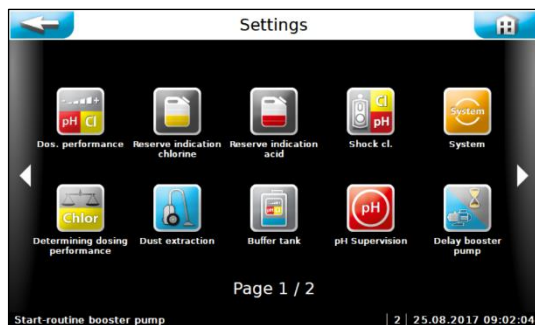 Settings
pH Cl
Cl
pH
System
Dos. performance
Reserve indication
chlorine
Reserve indication
acid
Shock cl.
System
Chlor
pH
Determining dosing
performance
Dust extraction
Buffer tank
pH Supervision
Delay booster
pump
Page 1 / 2
Start-routine booster pump
2 25.08.2017 09:02:04